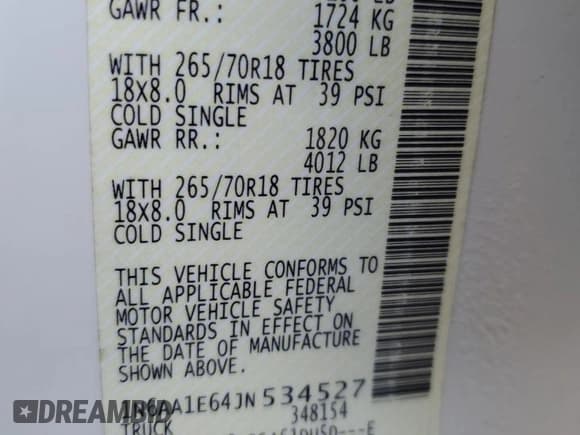 GAWR FR.: 1724 KG
3800 LB
WITH 265/70R18 TIRES
18X8.0 RIMS AT 39 PSI
COLD SINGLE
GAWR RR.: 1820 KG
4012 LB
WITH 265/70R18 TIRES
18X8.0 RIMS AT 39 PSI
COLD SINGLE
THIS VEHICLE CONFORMS TO
ALL APPLICABLE FEDERAL
MOTOR VEHICLE SAFETY
STANDARDS IN EFFECT ON
THE DATE OF MANUFACTURE
SHOWN ABOVE.
534527
348154
TRUCK
DREAMBID